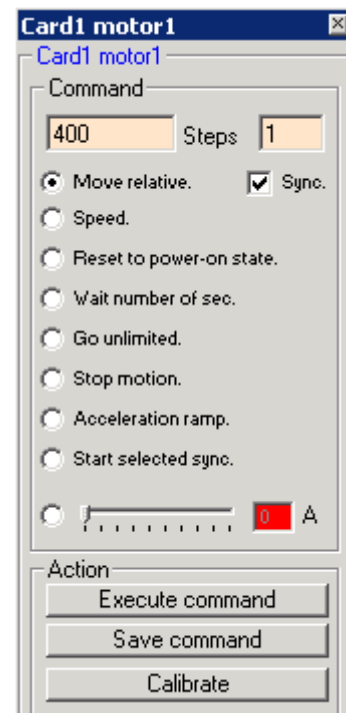 Card1 motor1
Card1 motor1
Command
400 Steps 1
Move relative. Sync.
Speed.
Reset to power-on state.
Wait number of sec.
Go unlimited.
Stop motion.
Acceleration ramp.
Start selected sync.
0 A
Action
Execute command
Save command
Calibrate